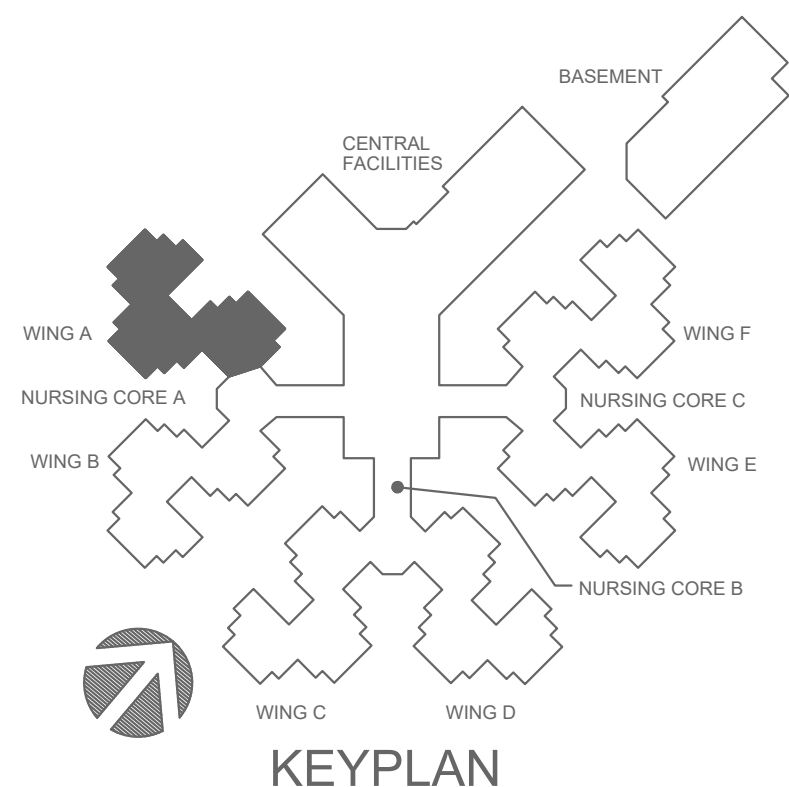 BASEMENT
CENTRAL
FACILITIES
WING A
WING F
NURSING CORE A
NURSING CORE C
WING B
WING E
NURSING CORE B
WING C
WING D
KEYPLAN